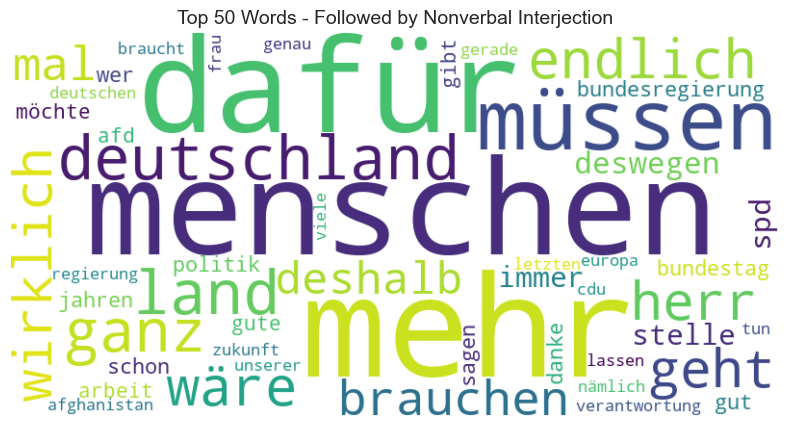 Top 50 Words - Followed by Nonverbal Interjection
braucht
frau
genau
dafür
gibt
gerade
endlich
mal
wer
deutschen
möchte
bundesregierung
müssen
afd
deutschland
deswegen
menschen
viele
spd
wirklich
regierung
politik
deshalb
letzten
europa
immer
cdu
bundestag
jahren
land
mehr
herr
ganz
gute
stelle
tun
schon
zukunft
unserer
sagen
danke
lassen
geht
arbeit
wäre
brauchen
nämlich
afghanistan
verantwortung
gut